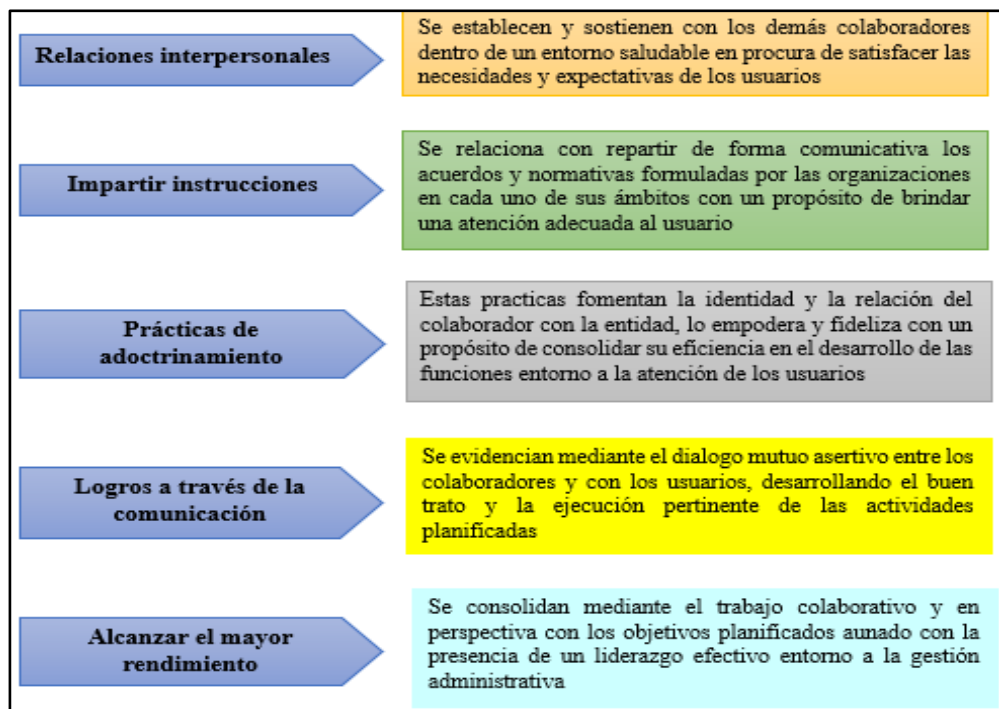 Relaciones interpersonales
Se establecen y sostienen con los demás colaboradores
dentro de un entorno saludable en procura de satisfacer las
necesidades y expectativas de los usuarios
Impartir instrucciones
Se relaciona con repartir de forma comunicativa los
acuerdos y normativas formuladas por las organizaciones
en cada uno de sus ámbitos con un propósito de brindar
una atención adecuada al usuario
Prácticas de
adoctrinamiento
Estas practicas fomentan la identidad y la relación del
colaborador con la entidad, lo empodera y fideliza con un
propósito de consolidar su eficiencia en el desarrollo de las
funciones entorno a la atención de los usuarios
Logros a través de la
comunicación
Se evidencian mediante el dialogo mutuo asertivo entre los
colaboradores y con los usuarios, desarrollando el buen
trato y la ejecución pertinente de las actividades
planificadas
Alcanzar el mayor
rendimiento
Se consolidan mediante el trabajo colaborativo y en
perspectiva con los objetivos planificados aunado con la
presencia de un liderazgo efectivo entorno a la gestión
administrativa